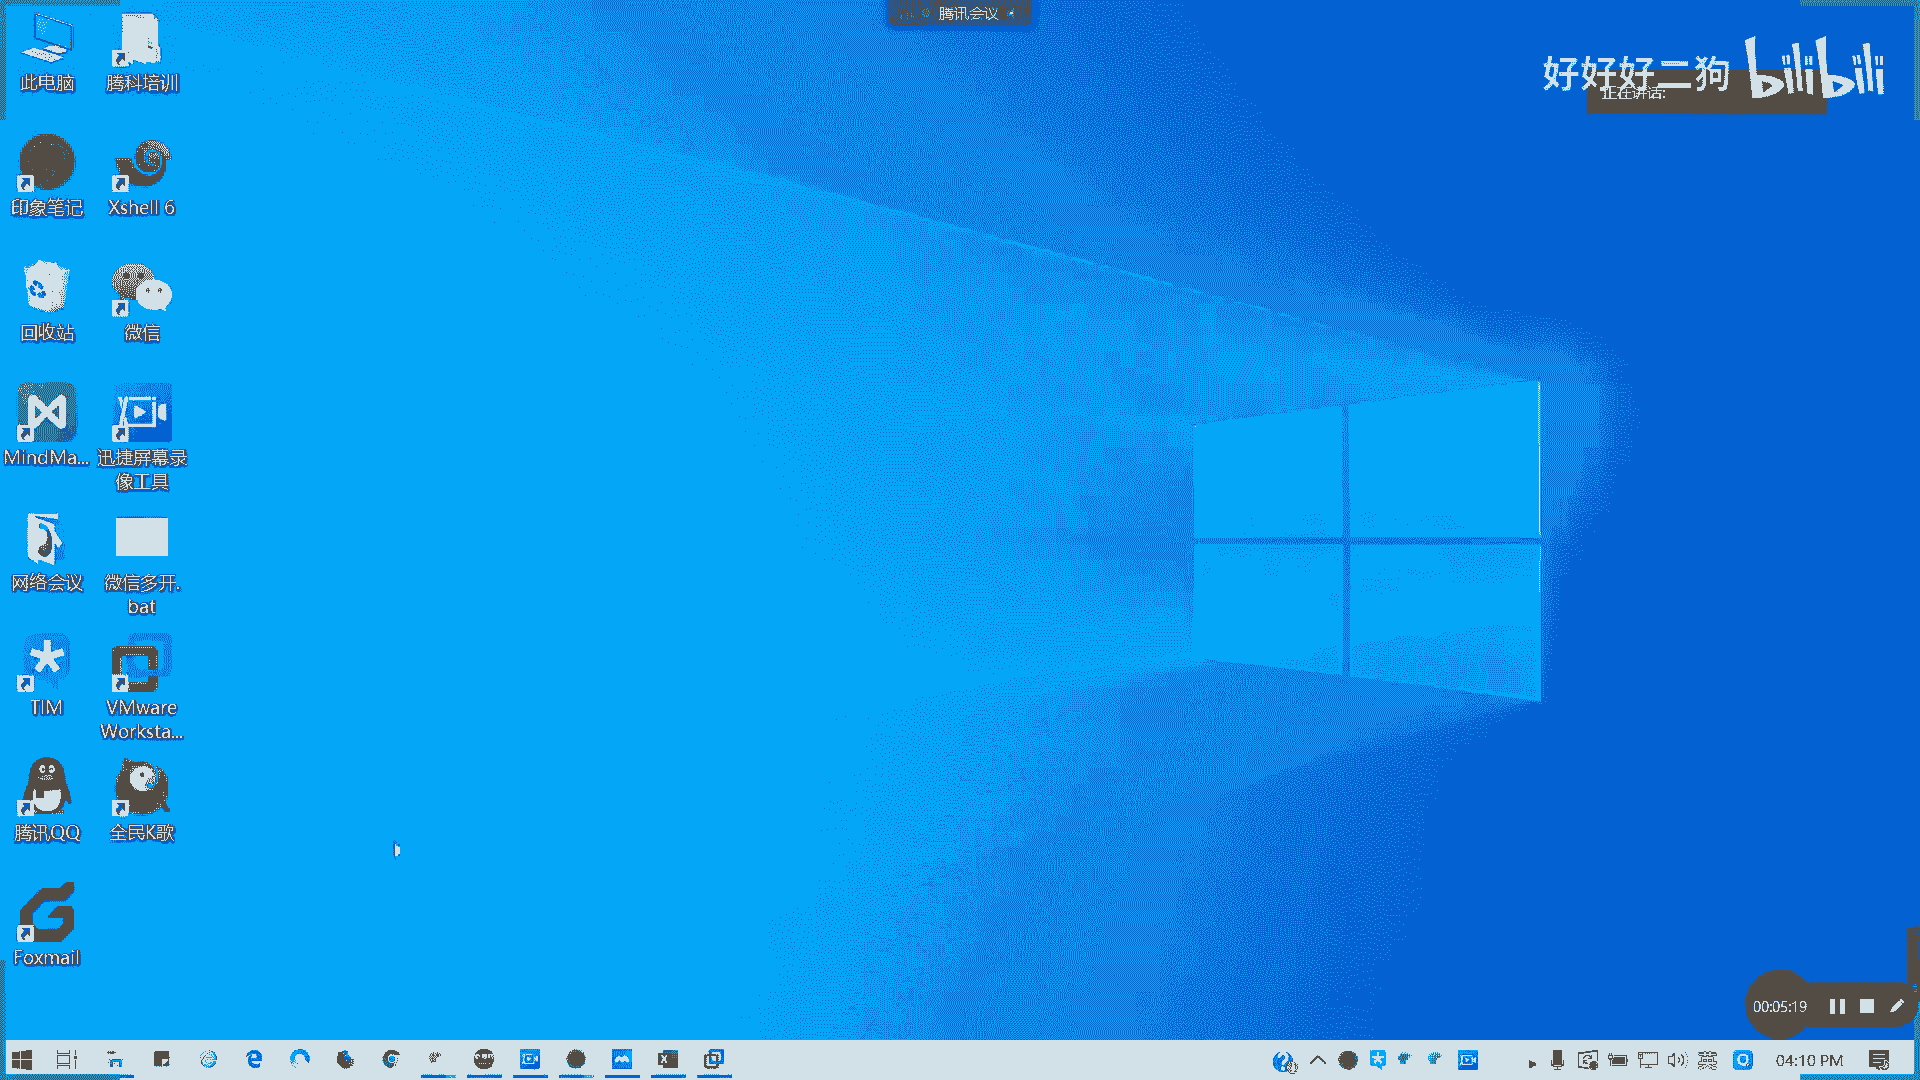 腾讯会议
好好好二狗 bilibili
正在讲话:
此电脑
腾科培训
印象笔记
Xshell 6
回收站
微信
MindMa...
迅捷屏幕录
像工具
网络会议
微信多开.
bat
TIM
VMware
Worksta...
腾讯QQ
全民K歌
Foxmail
00:05:19
英
04:10 PM